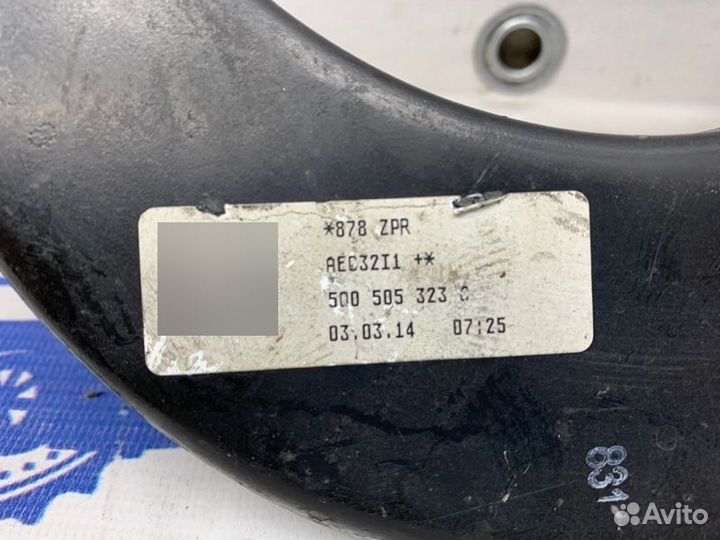 *878 ZPR
AEC32I1 +*
5Q0 505 323
03.03.14 07:25
831
Avito